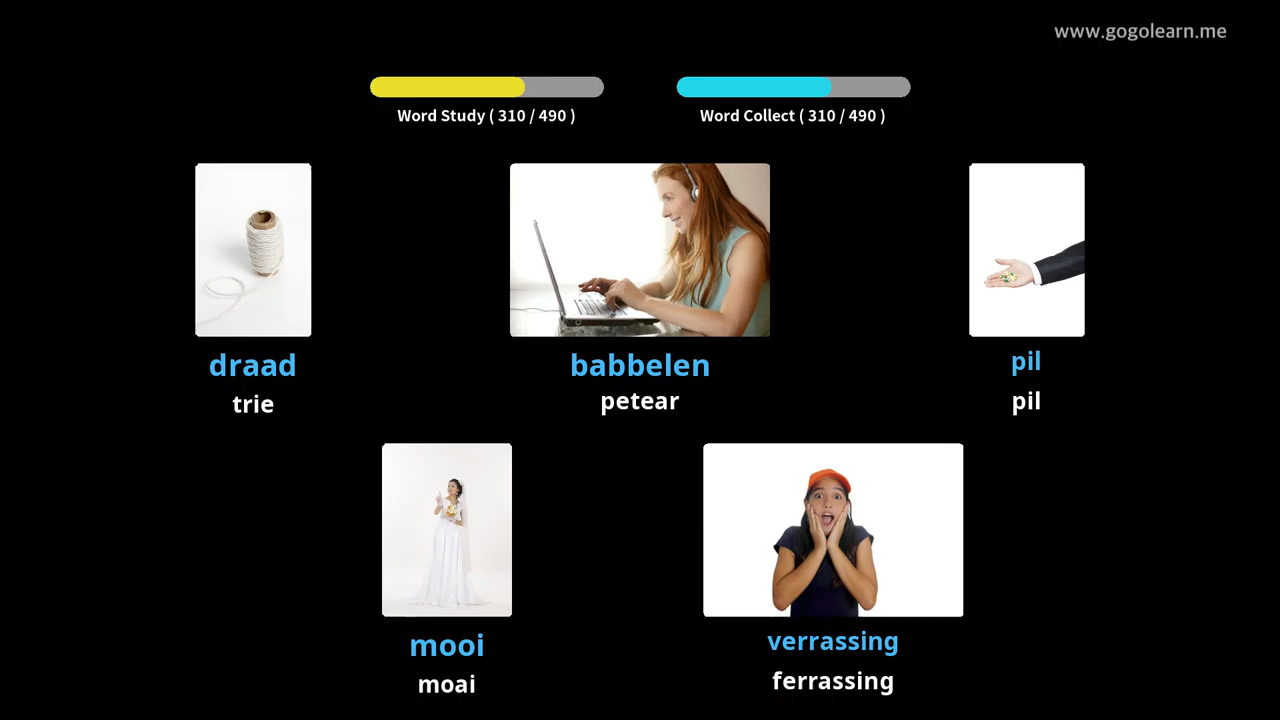 www.gogolearn.me
Word Study ( 310 / 490 )
Word Collect ( 310 / 490 )
draad
trie
babbelen
petear
pil
pil
mooi
moai
verrassing
ferrassing